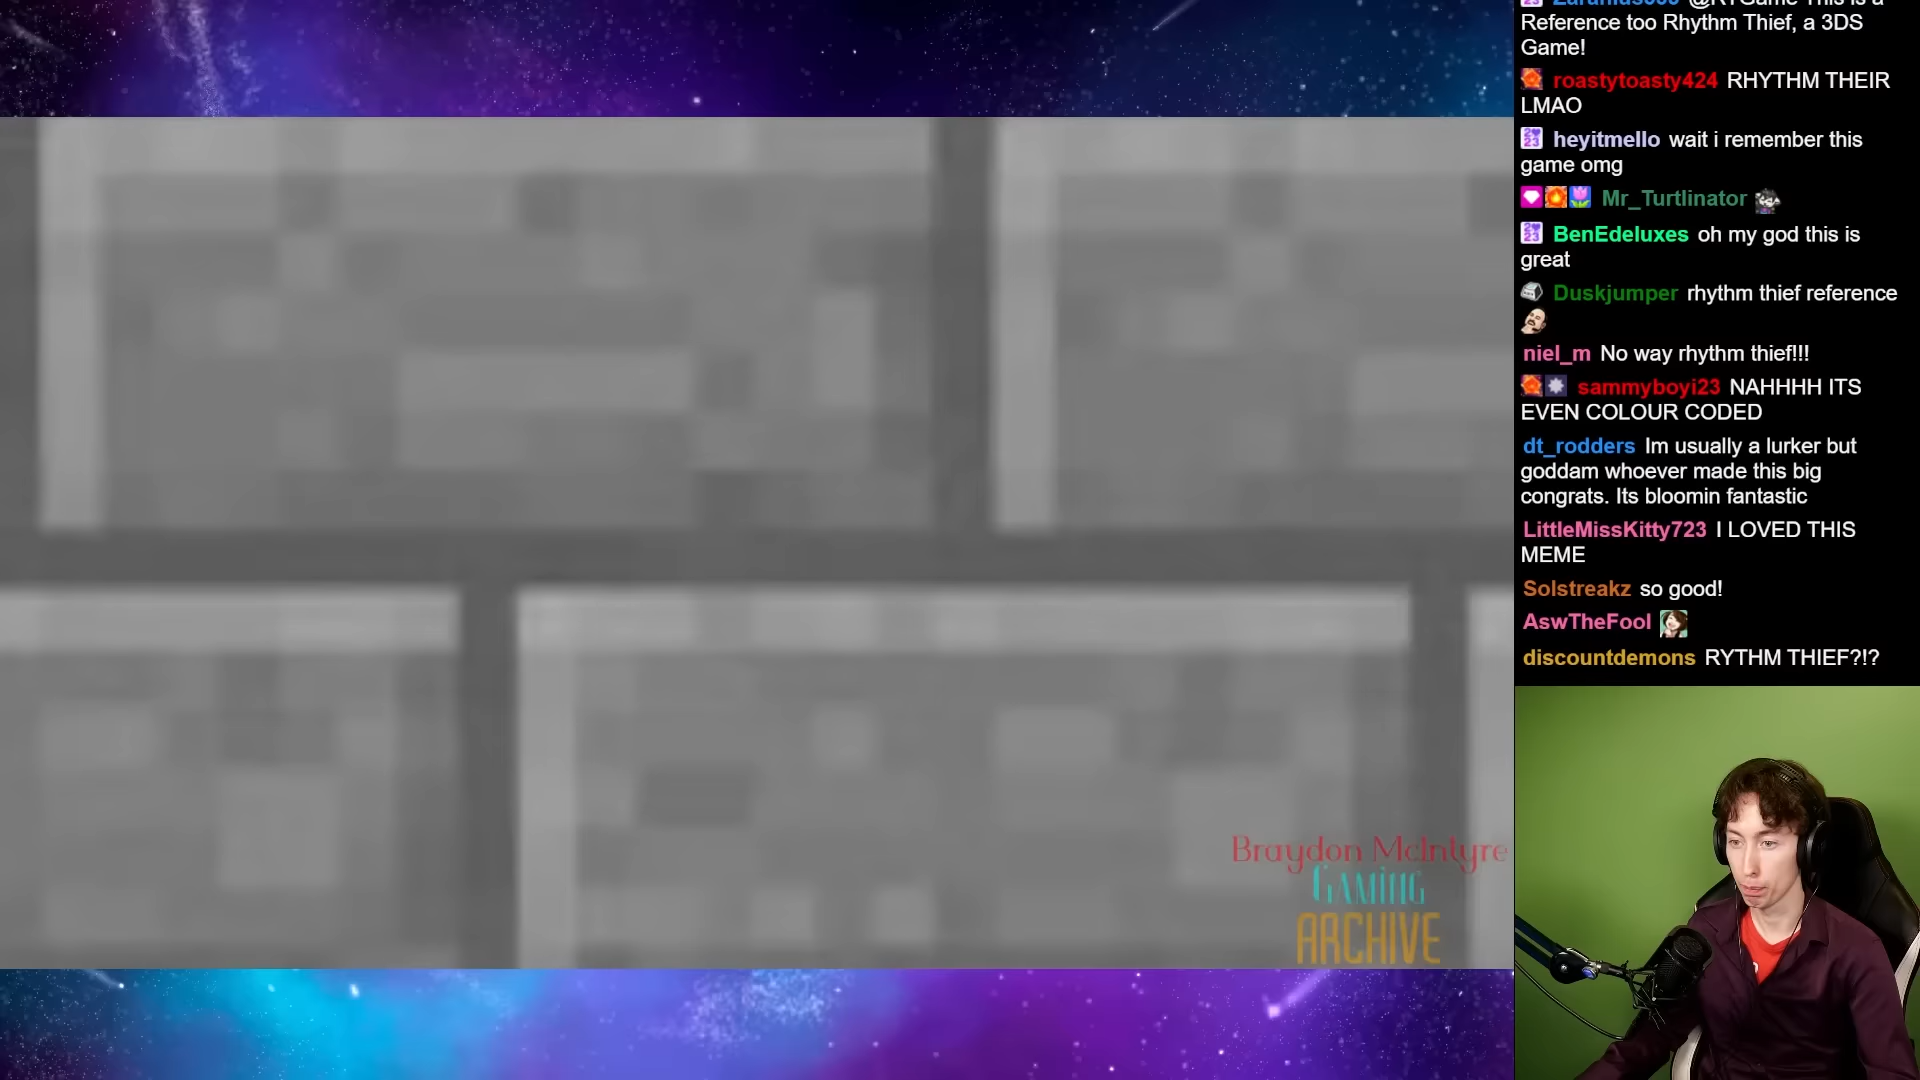 Reference too Rhythm Thief, a 3DS
Game!
roastytoasty424 RHYTHM THEIR
LMAO
heyitmello wait i remember this
game omg
Mr_Turtlinator
BenEdeluxes oh my god this is
great
Duskjumper rhythm thief reference
niel_m No way rhythm thief!!!
sammyboyi23 NAHHHH ITS
EVEN COLOUR CODED
dt_rodders Im usually a lurker but
goddam whoever made this big
congrats. Its bloomin fantastic
LittleMissKitty723 I LOVED THIS
MEME
Solstreakz so good!
AswTheFool
discountdemons RYTHM THIEF?!?
Braydon McIntyre
GAMING
ARCHIVE